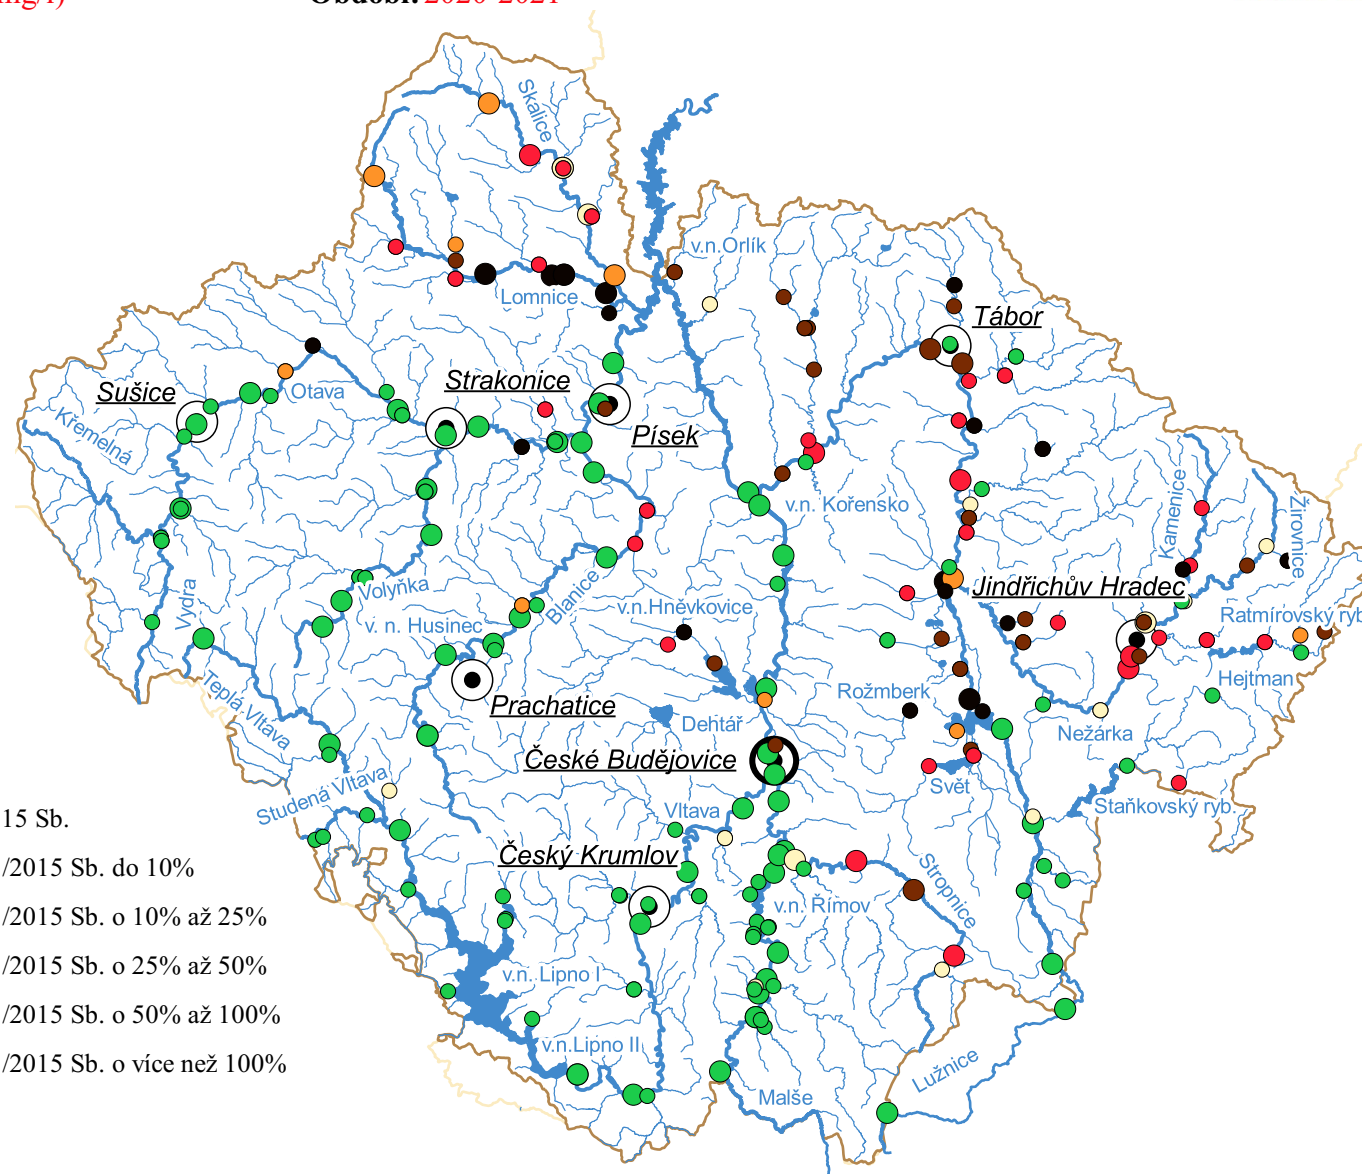 mg/l)
Období: 2020-2021
Skalice
v.n.Orlík
Lomnice
Tábor
Strakonice
Sušice
Otava
Písek
Křemelná
v.n. Kořensko
Kamenice
Žirovnice
Jindřichův Hradec
Volyňka
Blanice
v.n.Hněvkovice
Vydra
v. n. Husinec
Ratmírovský ryb
Hejtman
Rožmberk
Prachatice
Teplá Vltava
Dehtář
Nežárka
České Budějovice
Svět
Studená Vltava
Vltava
Staňkovský ryb.
15 Sb.
Český Krumlov
/2015 Sb. do 10%
Stropnice
v.n. Římov
/2015 Sb. o 10% až 25%
/2015 Sb. o 25% až 50%
v.n. Lipno I
/2015 Sb. o 50% až 100%
v.n.Lipno II
/2015 Sb. o více než 100%
Lužnice
Malše